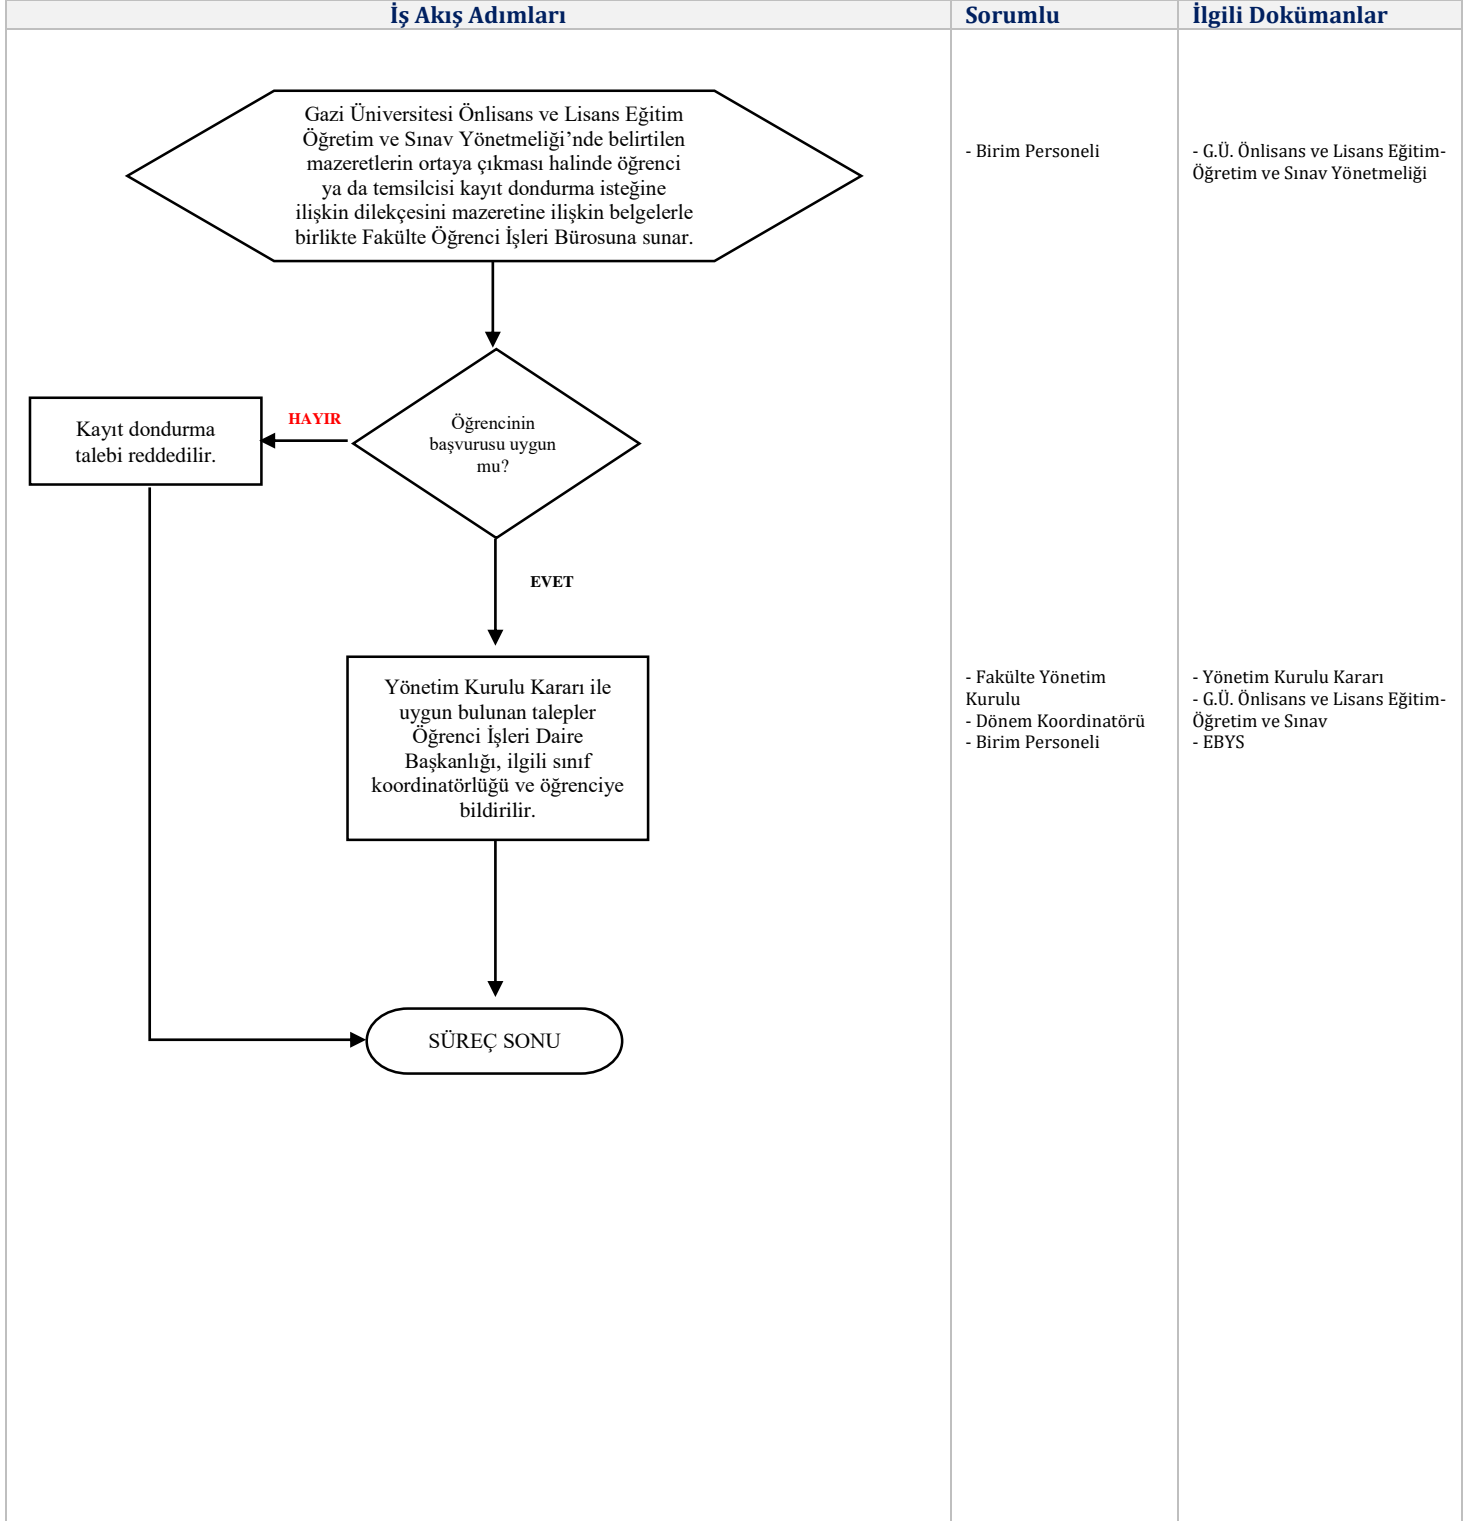 İş Akış Adımları
Sorumlu
İlgili Dokümanlar
Gazi Üniversitesi Önlisans ve Lisans Eğitim
Öğretim ve Sınav Yönetmeliği’nde belirtilen
mazeretlerin ortaya çıkması halinde öğrenci
ya da temsilcisi kayıt dondurma isteğine
ilişkin dilekçesini mazeretine ilişkin belgelerle
birlikte Fakülte Öğrenci İşleri Bürosuna sunar.
- Birim Personeli
- G.Ü. Önlisans ve Lisans Eğitim-
Öğretim ve Sınav Yönetmeliği
Öğrencinin
başvurusu uygun
mu?
HAYIR
Kayıt dondurma
talebi reddedilir.
EVET
Yönetim Kurulu Kararı ile
uygun bulunan talepler
Öğrenci İşleri Daire
Başkanlığı, ilgili sınıf
koordinatörlüğü ve öğrenciye
bildirilir.
- Fakülte Yönetim
Kurulu
- Dönem Koordinatörü
- Birim Personeli
- Yönetim Kurulu Kararı
- G.Ü. Önlisans ve Lisans Eğitim-
Öğretim ve Sınav
- EBYS
SÜREÇ SONU